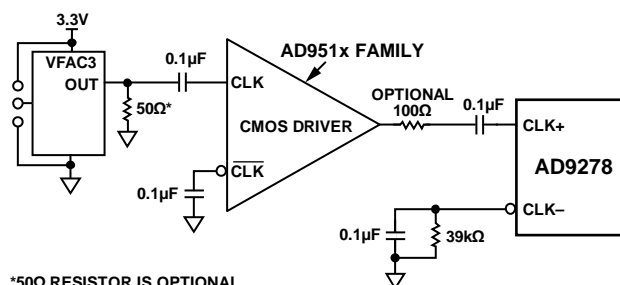 3.3V
VFAC3
OUT
50Ω*
0.1µF
AD951x FAMILY
CLK
CMOS DRIVER
CLK
0.1µF
OPTIONAL
100Ω
0.1µF
CLK+
AD9278
CLK–
0.1µF
39kΩ
*50Ω RESISTOR IS OPTIONAL